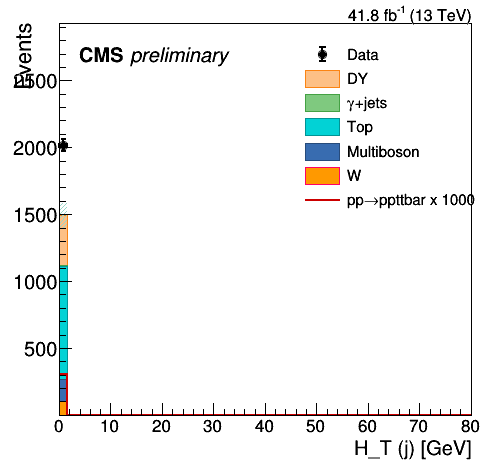 41.8 fb⁻¹ (13 TeV)
Events
CMS preliminary
Data
DY
γ+jets
Top
Multiboson
W
pp→ppttbar x 1000
2500
2000
1500
1000
500
0 10 20 30 40 50 60 70 80
H_T (j) [GeV]